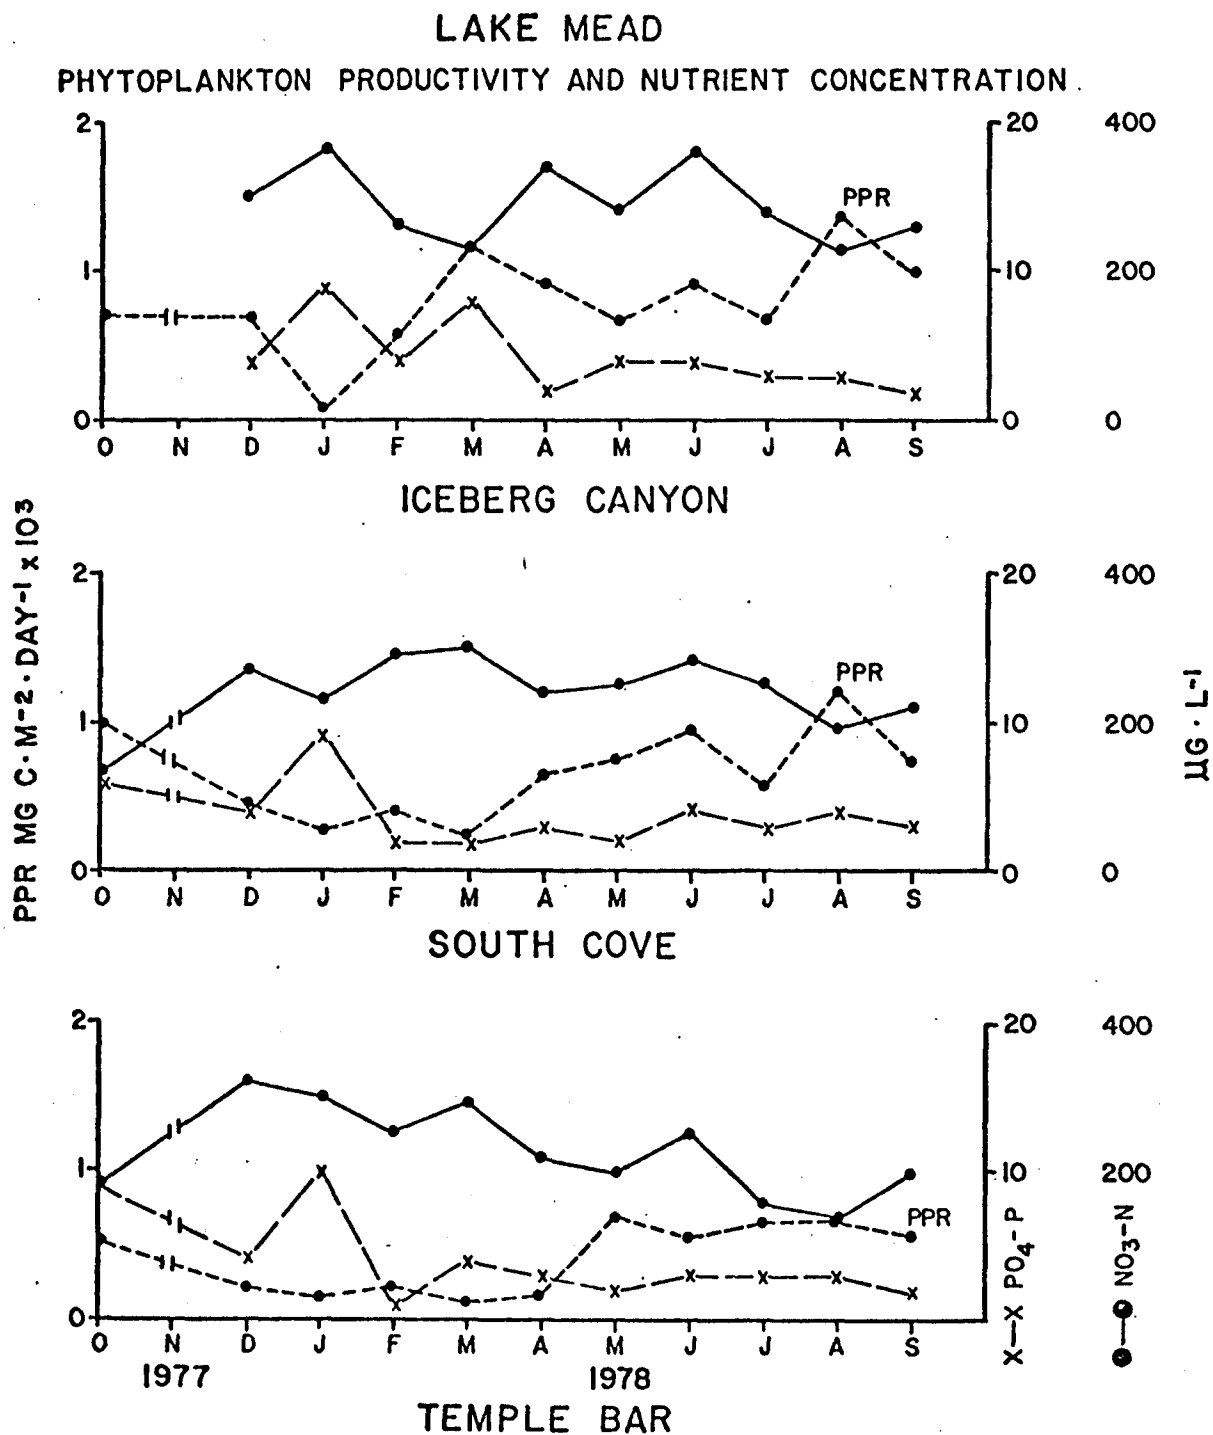 LAKE MEAD
PHYTOPLANKTON PRODUCTIVITY AND NUTRIENT CONCENTRATION
2 20 400
PPR
1 10 200
0 0 0
O N D J F M A M J J A S
ICEBERG CANYON
PPR MG C·M-2·DAY-1 x 10³
µG·L-1
2 20 400
PPR
1 10 200
0 0 0
O N D J F M A M J J A S
SOUTH COVE
2 20 400
1 10 200
PPR
0
X—X PO₄-P
●—● NO₃-N
O N D J F M A M J J A S
1977 1978
TEMPLE BAR